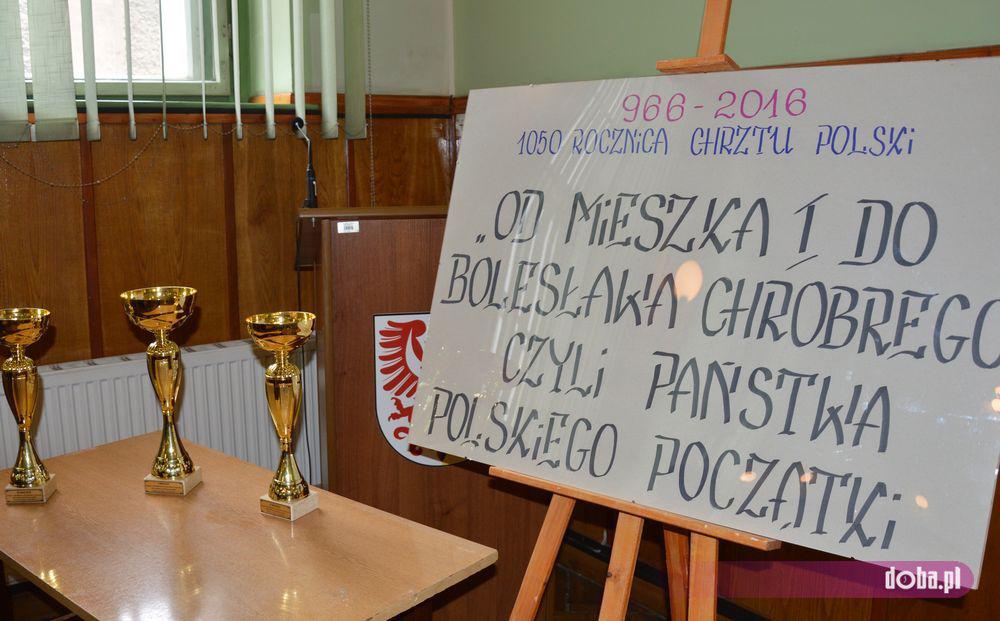 966-2016
1050 ROCZNICA CHRZTU POLSKI
„OD MIESZKA I DO
BOLESŁAWA CHROBREGO
CZYLI PAŃSTWA
POLSKIEGO POCZĄTKI
doba.pl